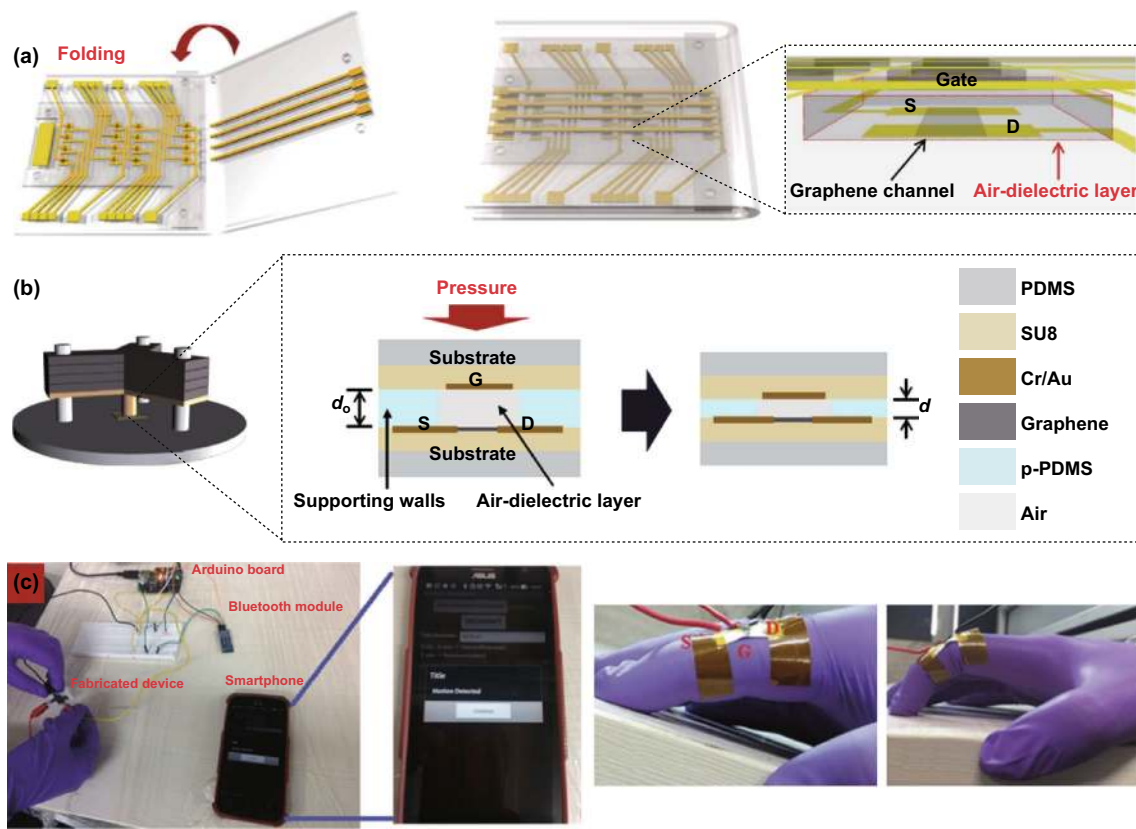 (a)
Folding
Gate
S
D
Graphene channel
Air-dielectric layer
(b)
Pressure
Substrate
G
d₀
S
D
Substrate
Supporting walls
Air-dielectric layer
d
PDMS
SU8
Cr/Au
Graphene
p-PDMS
Air
(c)
Arduino board
Bluetooth module
Fabricated device
Smartphone
ASUS
Title
Motion Detected
S
D
G